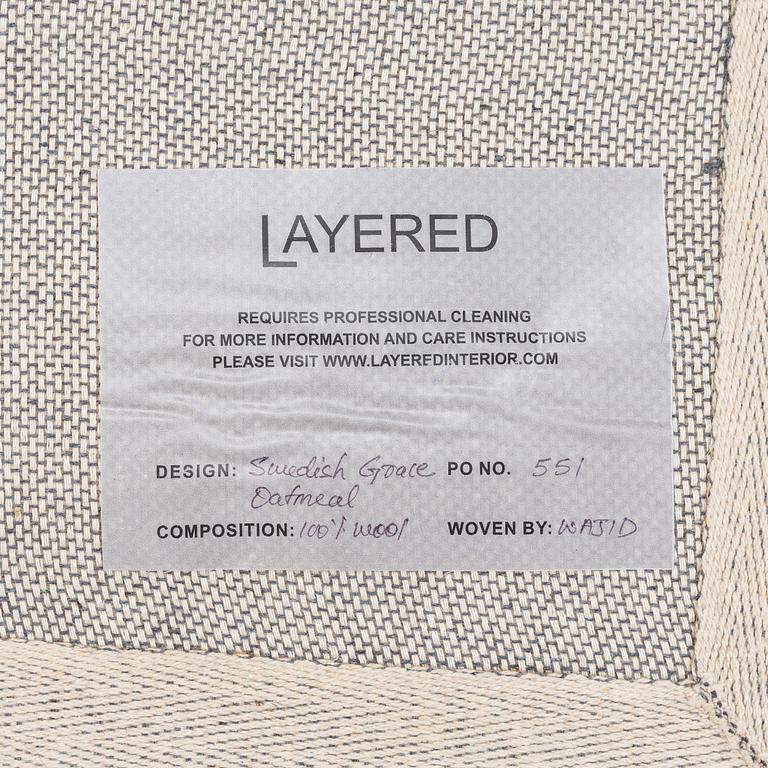 LAYERED
REQUIRES PROFESSIONAL CLEANING
FOR MORE INFORMATION AND CARE INSTRUCTIONS
PLEASE VISIT WWW.LAYEREDINTERIOR.COM
DESIGN: Swedish Grace PO NO. 551
Oatmeal
COMPOSITION: 100% wool WOVEN BY: WAJID